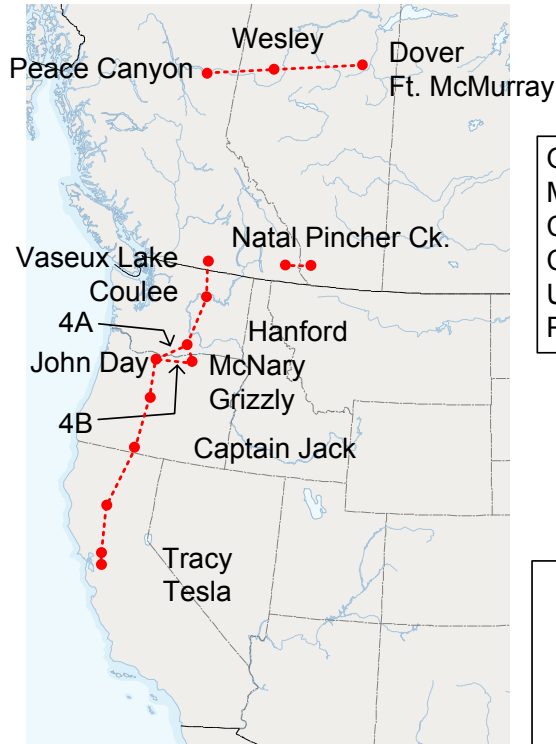 Wesley
Peace Canyon
Dover
Ft. McMurray
Natal Pincher Ck.
Vaseux Lake
Coulee
4A
Hanford
John Day
McNary
Grizzly
4B
Captain Jack
Tracy
Tesla